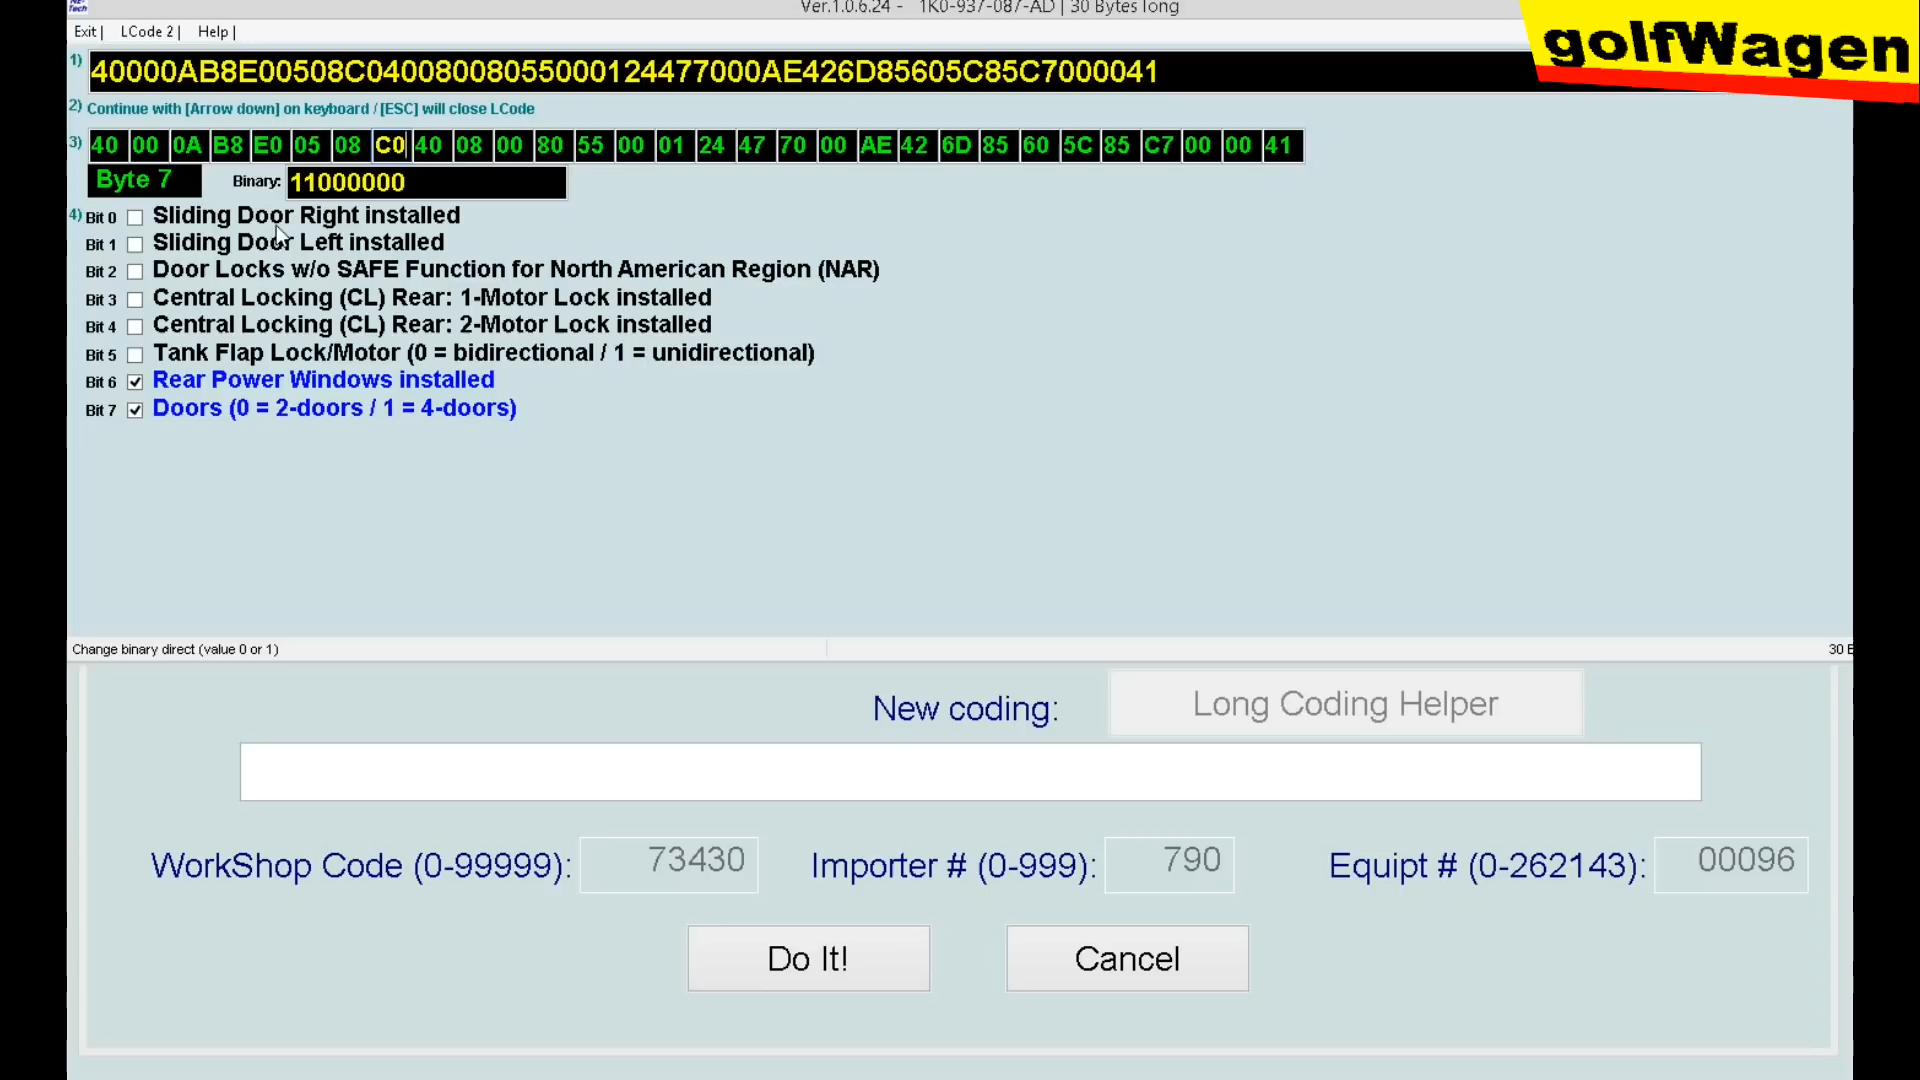 NE-
Tech
Ver.1.0.6.24 - 1K0-937-087-AD | 30 Bytes long
golfWagen
Exit | LCode 2 | Help |
1) 40000AB8E00508C04008008055000124477000AE426D85605C85C7000041
2) Continue with [Arrow down] on keyboard / [ESC] will close LCode
3) 40 00 0A B8 E0 05 08 C0 40 08 00 80 55 00 01 24 47 70 00 AE 42 6D 85 60 5C 85 C7 00 00 41
Byte 7 Binary: 11000000
4) Bit 0 Sliding Door Right installed
Bit 1 Sliding Door Left installed
Bit 2 Door Locks w/o SAFE Function for North American Region (NAR)
Bit 3 Central Locking (CL) Rear: 1-Motor Lock installed
Bit 4 Central Locking (CL) Rear: 2-Motor Lock installed
Bit 5 Tank Flap Lock/Motor (0 = bidirectional / 1 = unidirectional)
Bit 6 Rear Power Windows installed
Bit 7 Doors (0 = 2-doors / 1 = 4-doors)
Change binary direct (value 0 or 1) 30
New coding: Long Coding Helper
WorkShop Code (0-99999): 73430 Importer # (0-999): 790 Equipt # (0-262143): 00096
Do It! Cancel